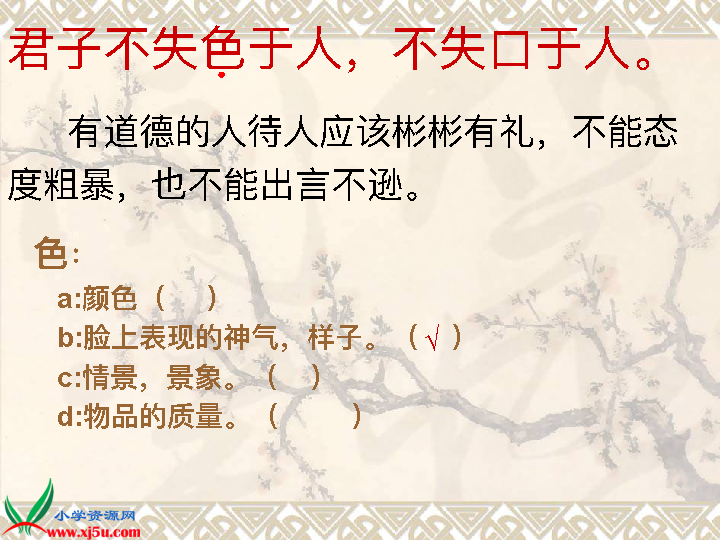 君子不失色于人，不失口于人。
有道德的人待人应该彬彬有礼，不能态
度粗暴，也不能出言不逊。
色：
a:颜色（ ）
b:脸上表现的神气，样子。（√）
c:情景，景象。（ ）
d:物品的质量。（ ）
小学资源网
www.xj5u.com